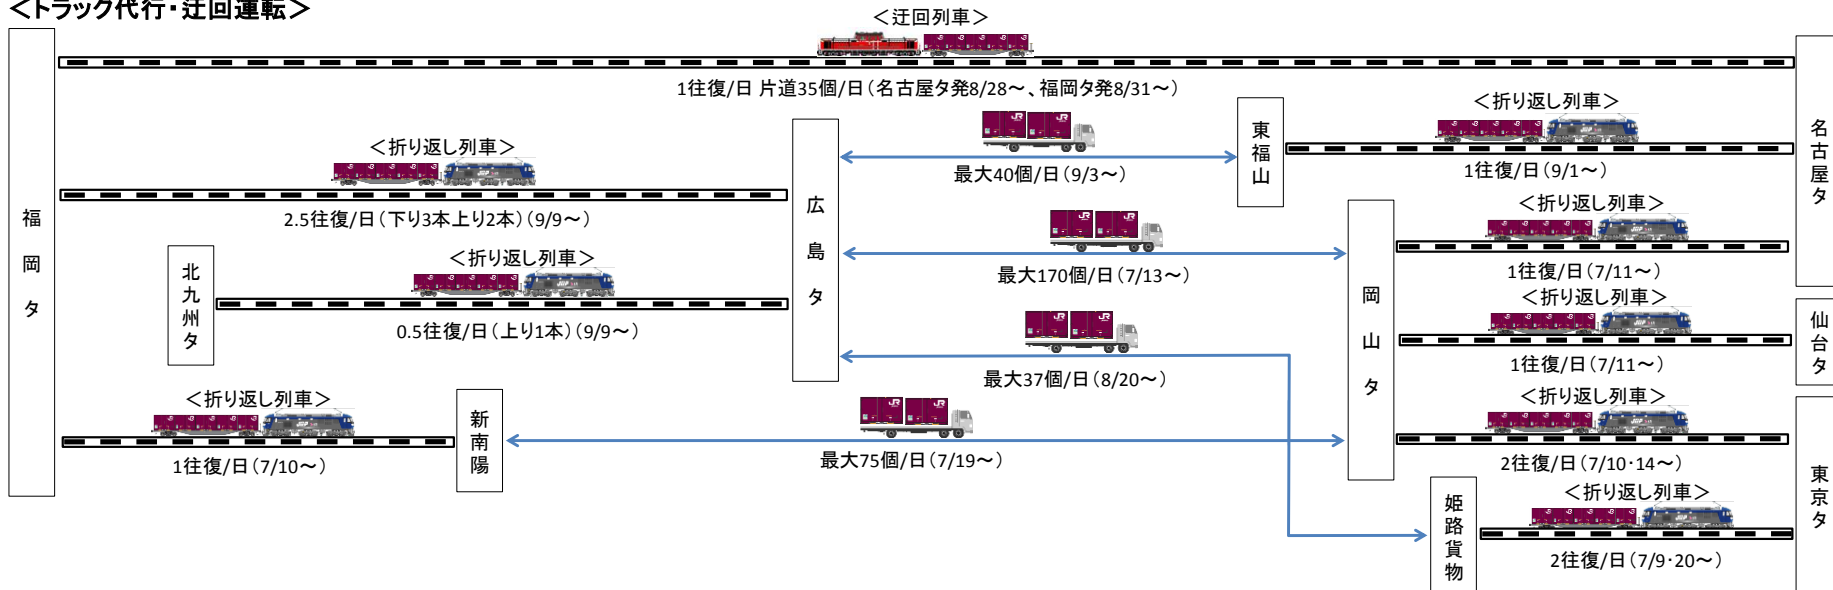 <トラック代行・迂回運転>
<迂回列車>
1往復/日 片道35個/日(名古屋タ発8/28~、福岡タ発8/31~)
福岡タ
名古屋タ
<折り返し列車>
2.5往復/日(下り3本上り2本)(9/9~)
広島タ
最大40個/日(9/3~)
東福山
<折り返し列車>
1往復/日(9/1~)
北九州タ
<折り返し列車>
0.5往復/日(上り1本)(9/9~)
最大170個/日(7/13~)
岡山タ
<折り返し列車>
1往復/日(7/11~)
最大37個/日(8/20~)
<折り返し列車>
1往復/日(7/11~)
仙台タ
<折り返し列車>
1往復/日(7/10~)
新南陽
最大75個/日(7/19~)
<折り返し列車>
2往復/日(7/10・14~)
東京タ
姫路貨物
<折り返し列車>
2往復/日(7/9・20~)